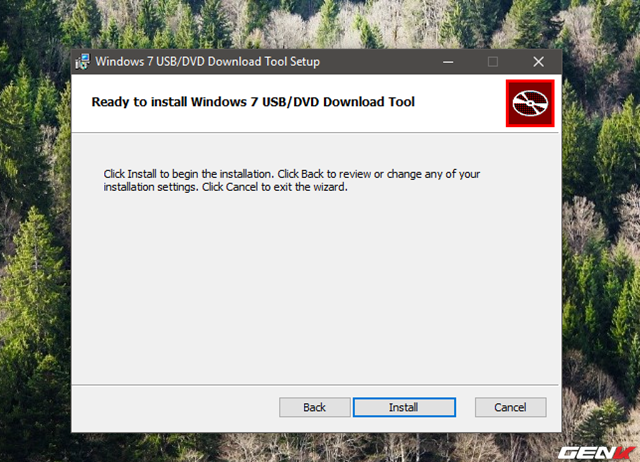 Windows 7 USB/DVD Download Tool Setup
Ready to install Windows 7 USB/DVD Download Tool
Click Install to begin the installation. Click Back to review or change any of your
installation settings. Click Cancel to exit the wizard.
Back
Install
Cancel
GENK